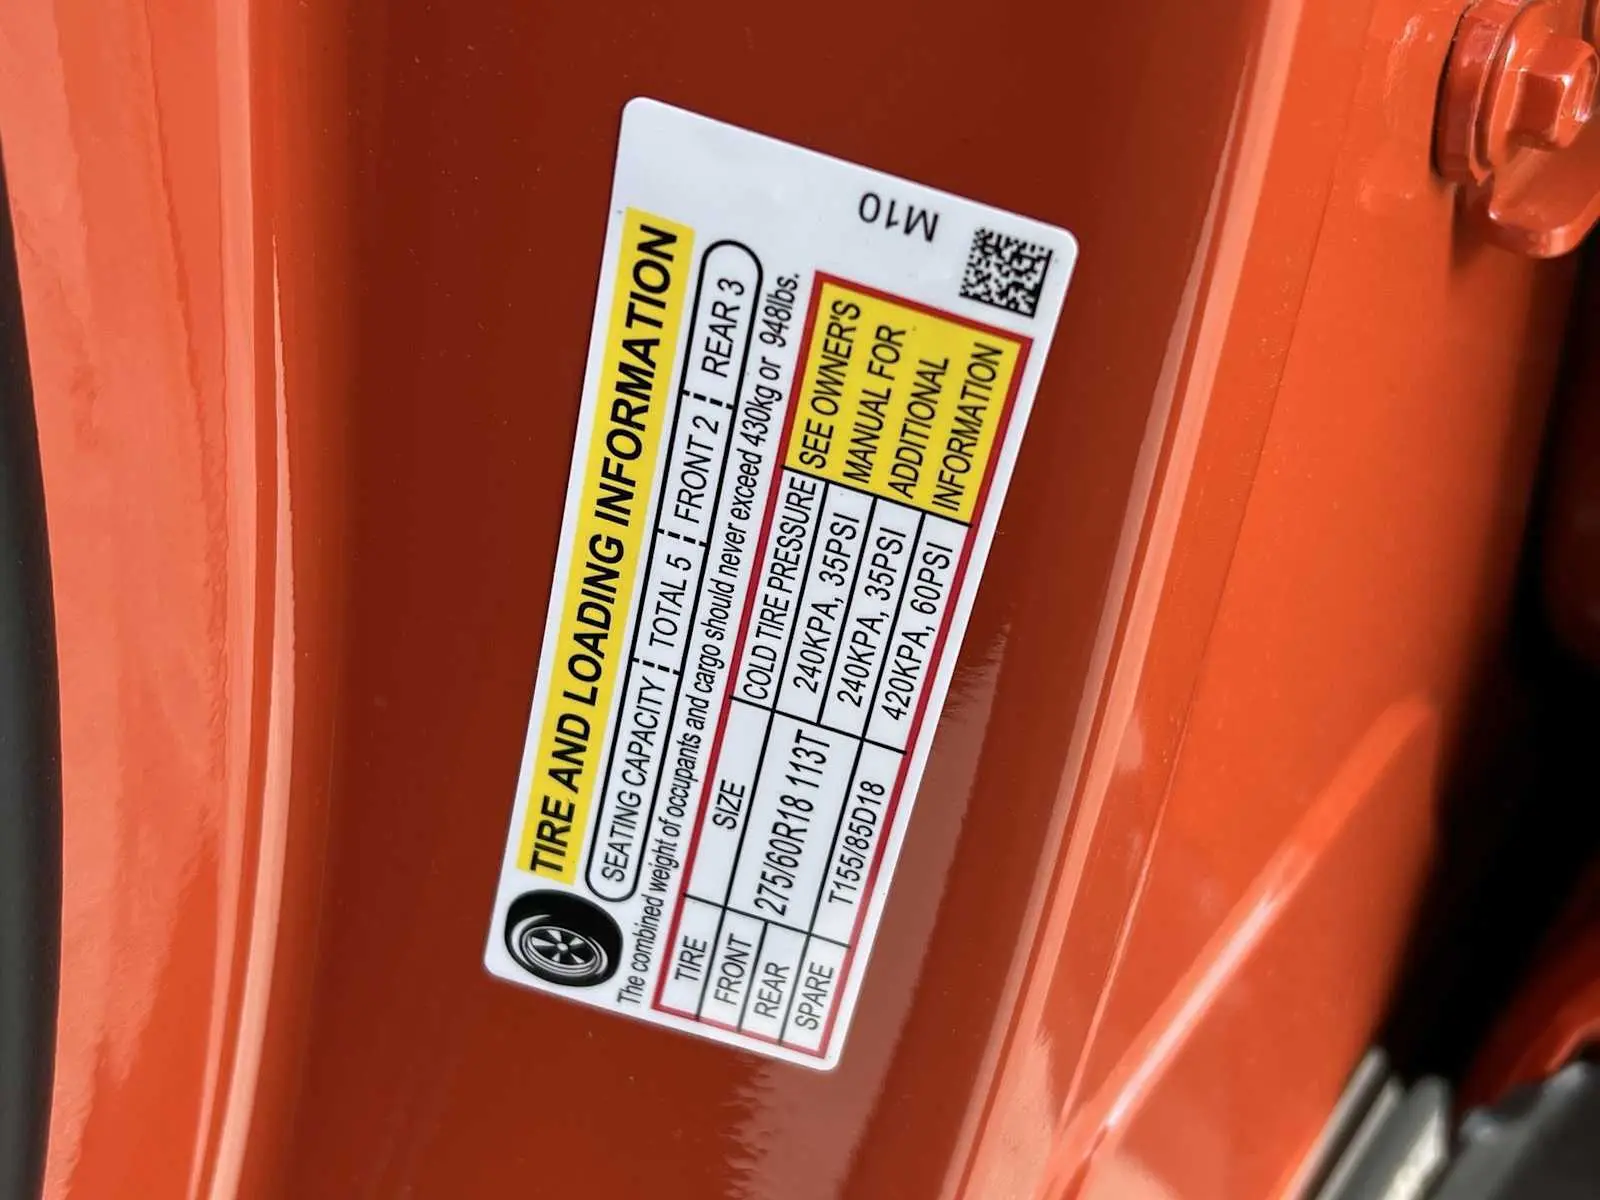 TIRE AND LOADING INFORMATION
SEATING CAPACITY TOTAL 5 FRONT 2 REAR 3
The combined weight of occupants and cargo should never exceed 430kg or 948lbs.
TIRE SIZE COLD TIRE PRESSURE SEE OWNER'S
FRONT 275/60R18 113T 240KPA, 35PSI MANUAL FOR
REAR 240KPA, 35PSI ADDITIONAL
SPARE T155/85D18 420KPA, 60PSI INFORMATION
M10